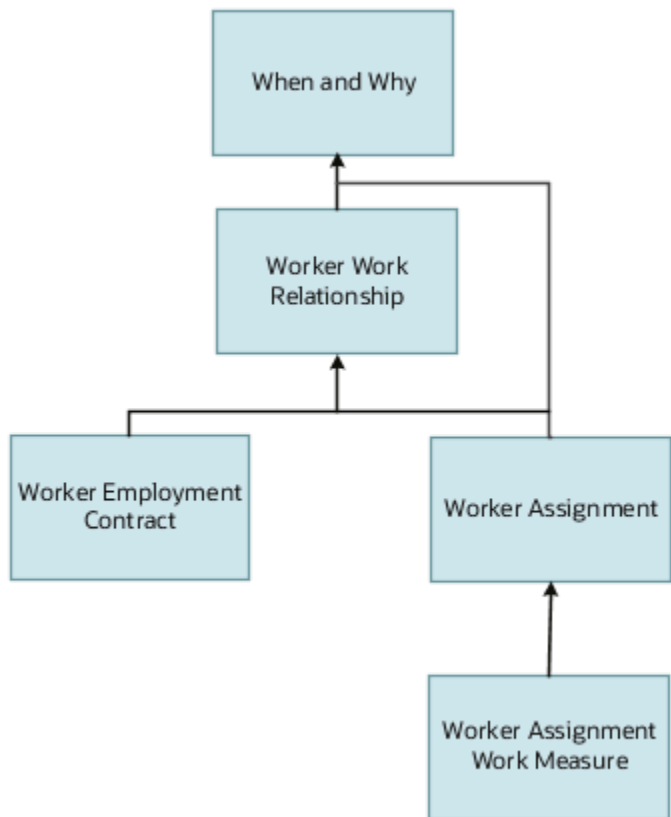 When and Why
Worker Work
Relationship
Worker Employment
Contract
Worker Assignment
Worker Assignment
Work Measure